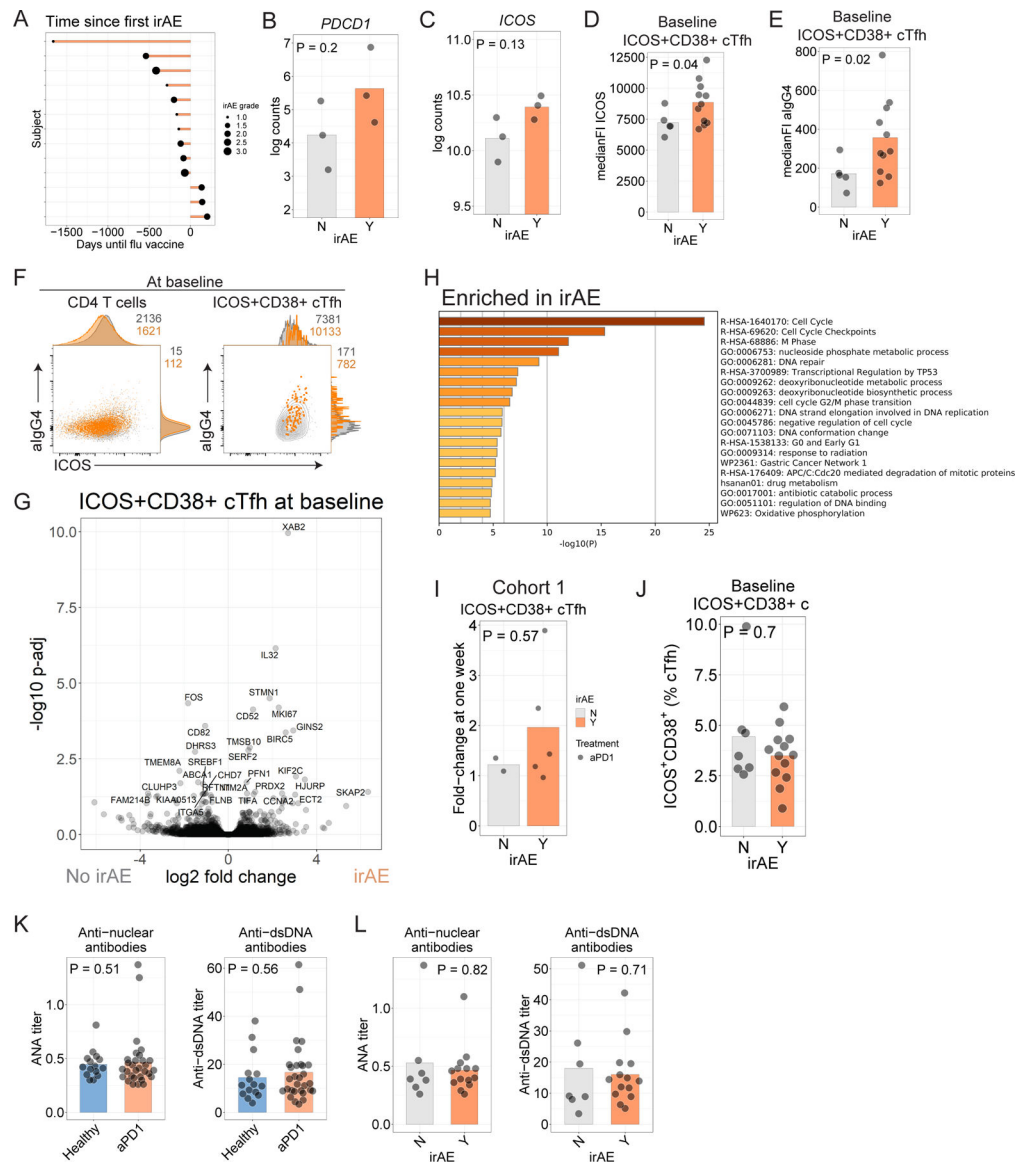 A
Time since first irAE
Subject
irAE grade
1.0
1.5
2.0
2.5
3.0
−1500
−1000
−500
0
Days until flu vaccine
B
PDCD1
P = 0.2
log counts
7
6
5
4
3
2
N
Y
irAE
C
ICOS
P = 0.13
log counts
11.0
10.5
10.0
9.5
N
Y
irAE
D
Baseline
ICOS+CD38+ cTfh
P = 0.04
medianFI ICOS
12500
10000
7500
5000
2500
0
N
Y
irAE
E
Baseline
ICOS+CD38+ cTfh
P = 0.02
medianFI aIgG4
800
600
400
200
0
N
Y
irAE
F
At baseline
CD4 T cells
2136
1621
15
112
ICOS+CD38+ cTfh
7381
10133
171
782
aIgG4
aIgG4
ICOS
H
Enriched in irAE
R-HSA-1640170: Cell Cycle
R-HSA-69620: Cell Cycle Checkpoints
R-HSA-68886: M Phase
GO:0006753: nucleoside phosphate metabolic process
GO:0006281: DNA repair
R-HSA-3700989: Transcriptional Regulation by TP53
GO:0009262: deoxyribonucleotide metabolic process
GO:0009263: deoxyribonucleotide biosynthetic process
GO:0044839: cell cycle G2/M phase transition
GO:0006271: DNA strand elongation involved in DNA replication
GO:0045786: negative regulation of cell cycle
GO:0071103: DNA conformation change
R-HSA-1538133: G0 and Early G1
GO:0009314: response to radiation
WP2361: Gastric Cancer Network 1
R-HSA-176409: APC/C:Cdc20 mediated degradation of mitotic proteins
hsanan01: drug metabolism
GO:0017001: antibiotic catabolic process
GO:0051101: regulation of DNA binding
WP623: Oxidative phosphorylation
0
5
10
15
20
25
-log10(P)
G
ICOS+CD38+ cTfh at baseline
-log10 p-adj
10.0
7.5
5.0
2.5
0.0
XAB2
IL32
FOS
STMN1
MKI67
CD52
CD82
GINS2
BIRC5
DHRS3
TMSB10
SERF2
TMEM8A
SREBF1
ABCA1
CHD7
PFN1
KIF2C
CLUHP3
PRDX2
HJURP
SKAP2
FAM214B
KIAA0513
FLNB
TIFA
CCNA2
ECT2
ITGA5
-4
0
4
No irAE
log2 fold change
irAE
I
Cohort 1
ICOS+CD38+ cTfh
P = 0.57
Fold−change at one week
4
3
2
1
0
N
Y
irAE
irAE
N
Y
Treatment
aPD1
J
Baseline
ICOS+CD38+ c
P = 0.7
ICOS+CD38+ (% cTfh)
10.0
7.5
5.0
2.5
0.0
N
Y
irAE
K
Anti−nuclear
antibodies
P = 0.51
ANA titer
1.0
0.5
0.0
Healthy
aPD1
Anti−dsDNA
antibodies
P = 0.56
Anti−dsDNA titer
60
40
20
0
Healthy
aPD1
L
Anti−nuclear
antibodies
P = 0.82
ANA titer
1.0
0.5
0.0
N
Y
irAE
Anti−dsDNA
antibodies
P = 0.71
Anti−dsDNA titer
50
40
30
20
10
0
N
Y
irAE